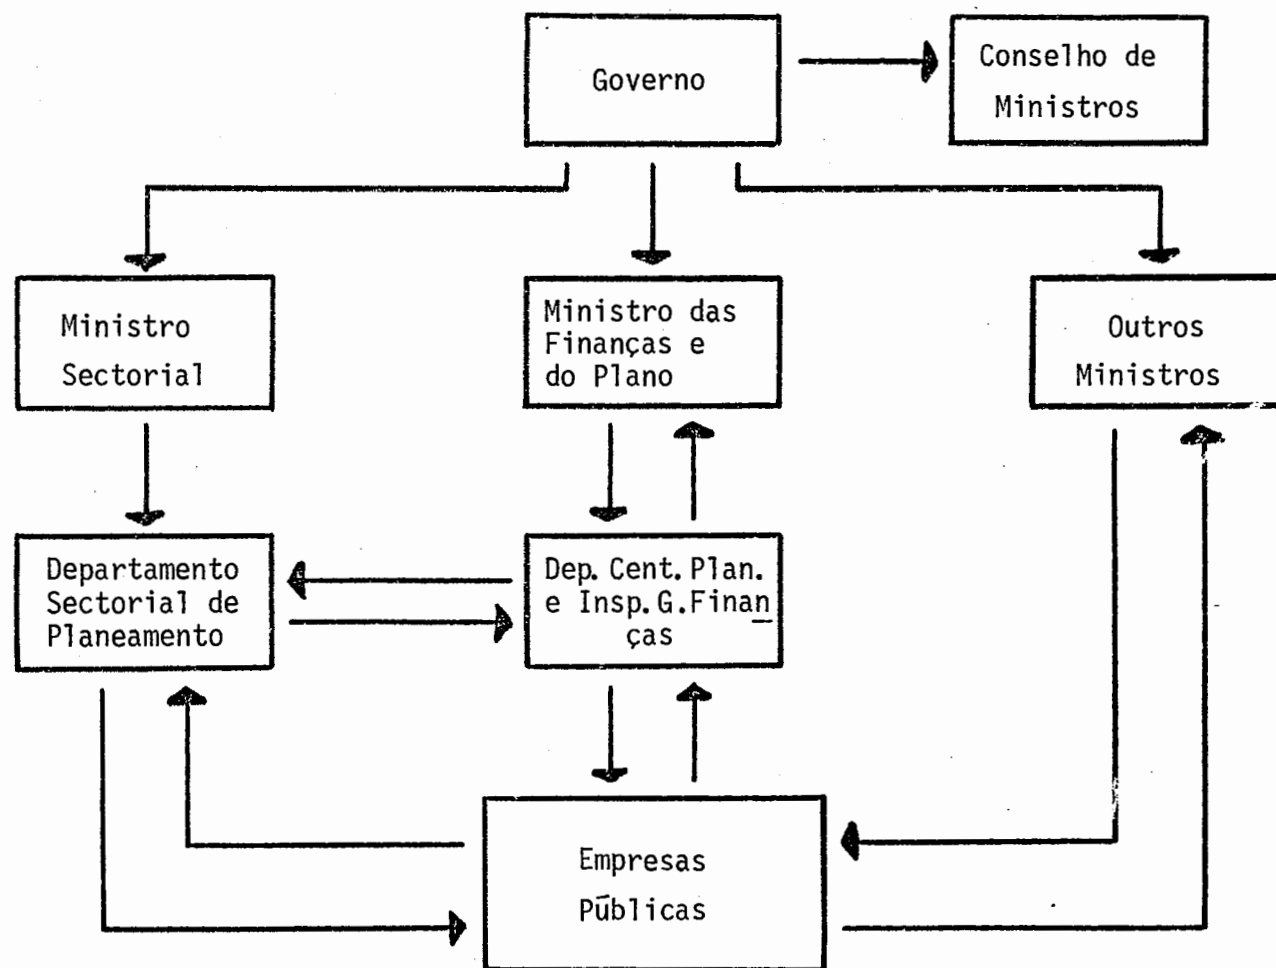 Governo
Conselho de
Ministros
Ministro
Sectorial
Ministro das
Finanças e
do Plano
Outros
Ministros
Departamento
Sectorial de
Planeamento
Dep. Cent. Plan.
e Insp. G. Finan
ças
Empresas
Públicas